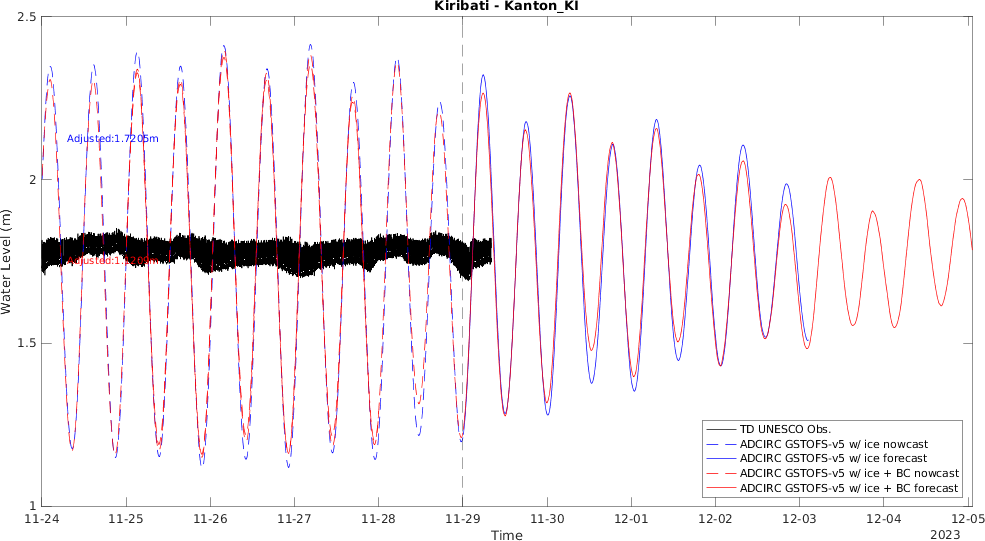 Kiribati - Kanton_KI
Water Level (m)
2.5
2
1.5
1
Adjusted:1.7205m
11-24
11-25
11-26
11-27
11-28
11-29
11-30
12-01
12-02
12-03
12-04
12-05
Time
2023
TD UNESCO Obs.
ADCIRC GSTOFS-v5 w/ ice nowcast
ADCIRC GSTOFS-v5 w/ ice forecast
ADCIRC GSTOFS-v5 w/ ice + BC nowcast
ADCIRC GSTOFS-v5 w/ ice + BC forecast